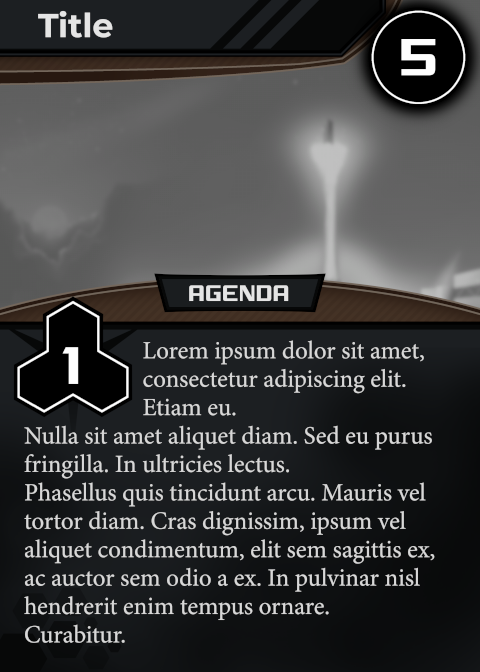 Title
5
AGENDA
1
Lorem ipsum dolor sit amet,
consectetur adipiscing elit.
Etiam eu.
Nulla sit amet aliquet diam. Sed eu purus
fringilla. In ultricies lectus.
Phasellus quis tincidunt arcu. Mauris vel
tortor diam. Cras dignissim, ipsum vel
aliquet condimentum, elit sem sagittis ex,
ac auctor sem odio a ex. In pulvinar nisl
hendrerit enim tempus ornare.
Curabitur.